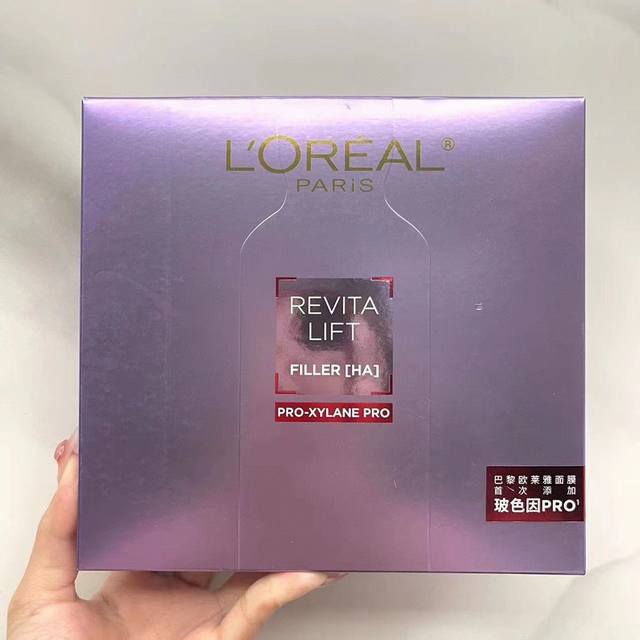 L'ORÉAL®
PARiS
REVITA
LIFT
FILLER [HA]
PRO-XYLANE PRO
巴黎欧莱雅面膜
首次添加
玻色因PRO¹